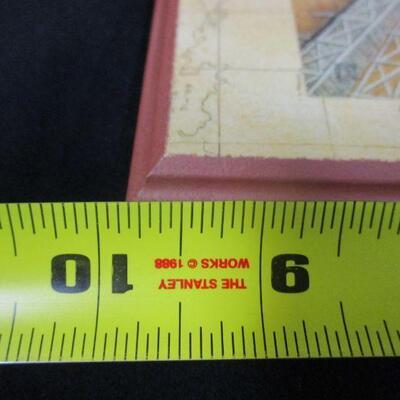 9
THE STANLEY
WORKS © 1988
10